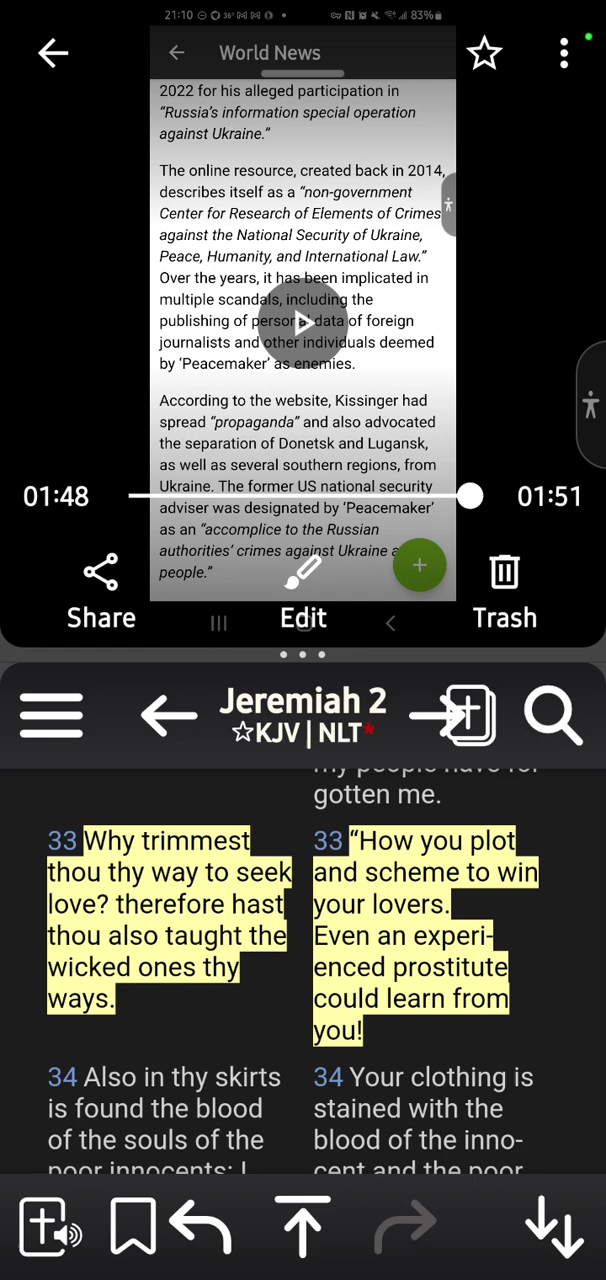 21:10 36° 83%
World News
2022 for his alleged participation in
“Russia’s information special operation
against Ukraine.”
The online resource, created back in 2014,
describes itself as a “non-government
Center for Research of Elements of Crimes
against the National Security of Ukraine,
Peace, Humanity, and International Law.”
Over the years, it has been implicated in
multiple scandals, including the
publishing of personal data of foreign
journalists and other individuals deemed
by ‘Peacemaker’ as enemies.
According to the website, Kissinger had
spread “propaganda” and also advocated
the separation of Donetsk and Lugansk,
as well as several southern regions, from
01:48
01:51
Ukraine. The former US national security
adviser was designated by ‘Peacemaker’
as an “accomplice to the Russian
authorities’ crimes against Ukraine
people.”
Share
Edit
Trash
Jeremiah 2
☆KJV | NLT*
gotten me.
33 Why trimmest
thou thy way to seek
love? therefore hast
thou also taught the
wicked ones thy
ways.
33 “How you plot
and scheme to win
your lovers.
Even an experi-
enced prostitute
could learn from
you!
34 Also in thy skirts
is found the blood
of the souls of the
poor innocents: I
34 Your clothing is
stained with the
blood of the inno-
cent and the poor